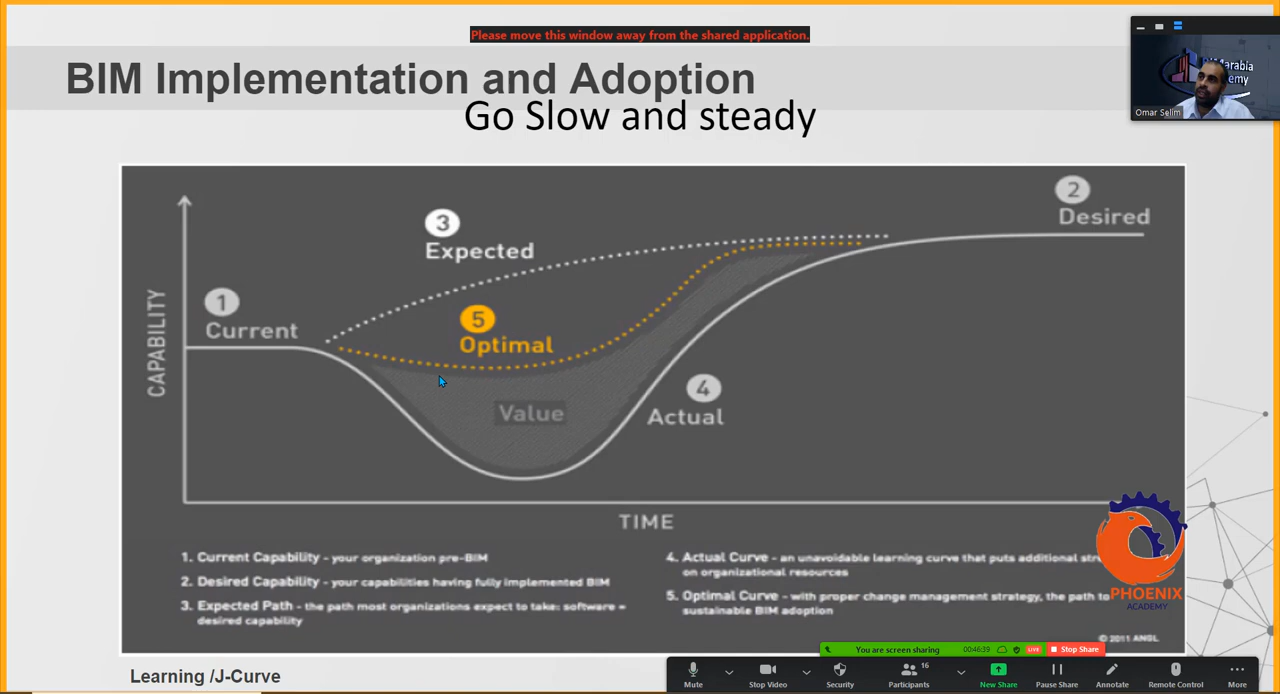 Please move this window away from the shared application.
BIM Implementation and Adoption
Go Slow and steady
arabia
Omar Selim
2
Desired
3
Expected
1
Current
5
Optimal
CAPABILITY
Value
4
Actual
TIME
1. Current Capability - your organization pre-BIM
2. Desired Capability - your capabilities having fully implemented BIM
3. Expected Path - the path most organizations expect to take: software =
desired capability
4. Actual Curve - an unavoidable learning curve that puts additional
on organizational resources
5. Optimal Curve - with proper change management strategy, the path to
sustainable BIM adoption
PHOENIX
ACADEMY
© 2011 ANGL
Learning /J-Curve
You are screen sharing 00:46:39 LIVE Stop Share
16
Mute Stop Video Security Participants New Share Pause Share Annotate Remote Control More